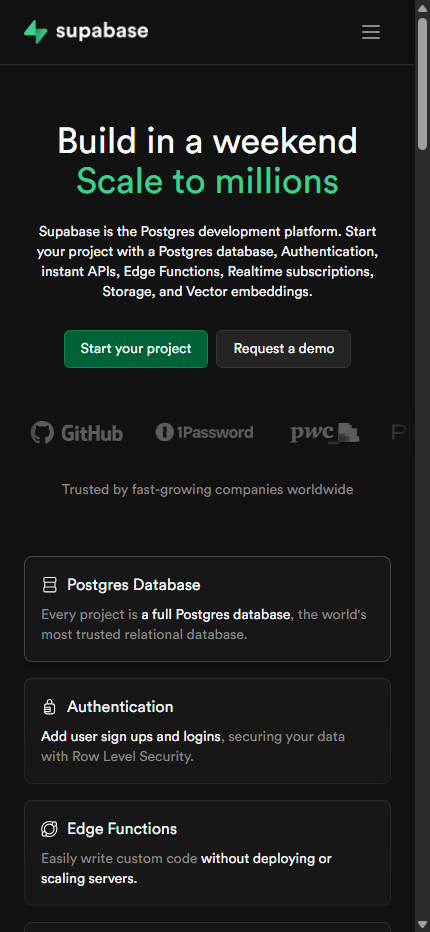 supabase
Build in a weekend
Scale to millions
Supabase is the Postgres development platform. Start
your project with a Postgres database, Authentication,
instant APIs, Edge Functions, Realtime subscriptions,
Storage, and Vector embeddings.
Start your project
Request a demo
GitHub
1Password
pwc
Trusted by fast-growing companies worldwide
Postgres Database
Every project is a full Postgres database, the world's
most trusted relational database.
Authentication
Add user sign ups and logins, securing your data
with Row Level Security.
Edge Functions
Easily write custom code without deploying or
scaling servers.